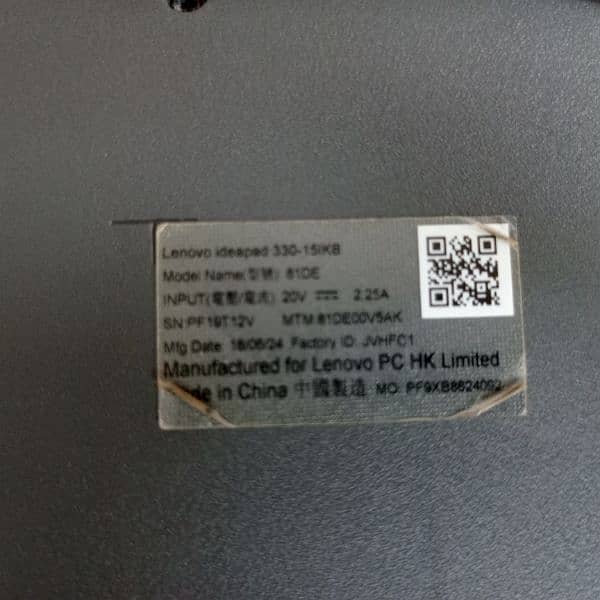 Lenovo ideapad 330-15IKB
Model Name(型號) 81DE
INPUT(電壓/電流) 20V ⎓ 2.25A
SN:PF19T12V MTM:81DE00V5AK
Mfg Date: 18/06/24 Factory ID: JVHFC1
Manufactured for Lenovo PC HK Limited
in China 中國製造 MO: PF9XB8624092